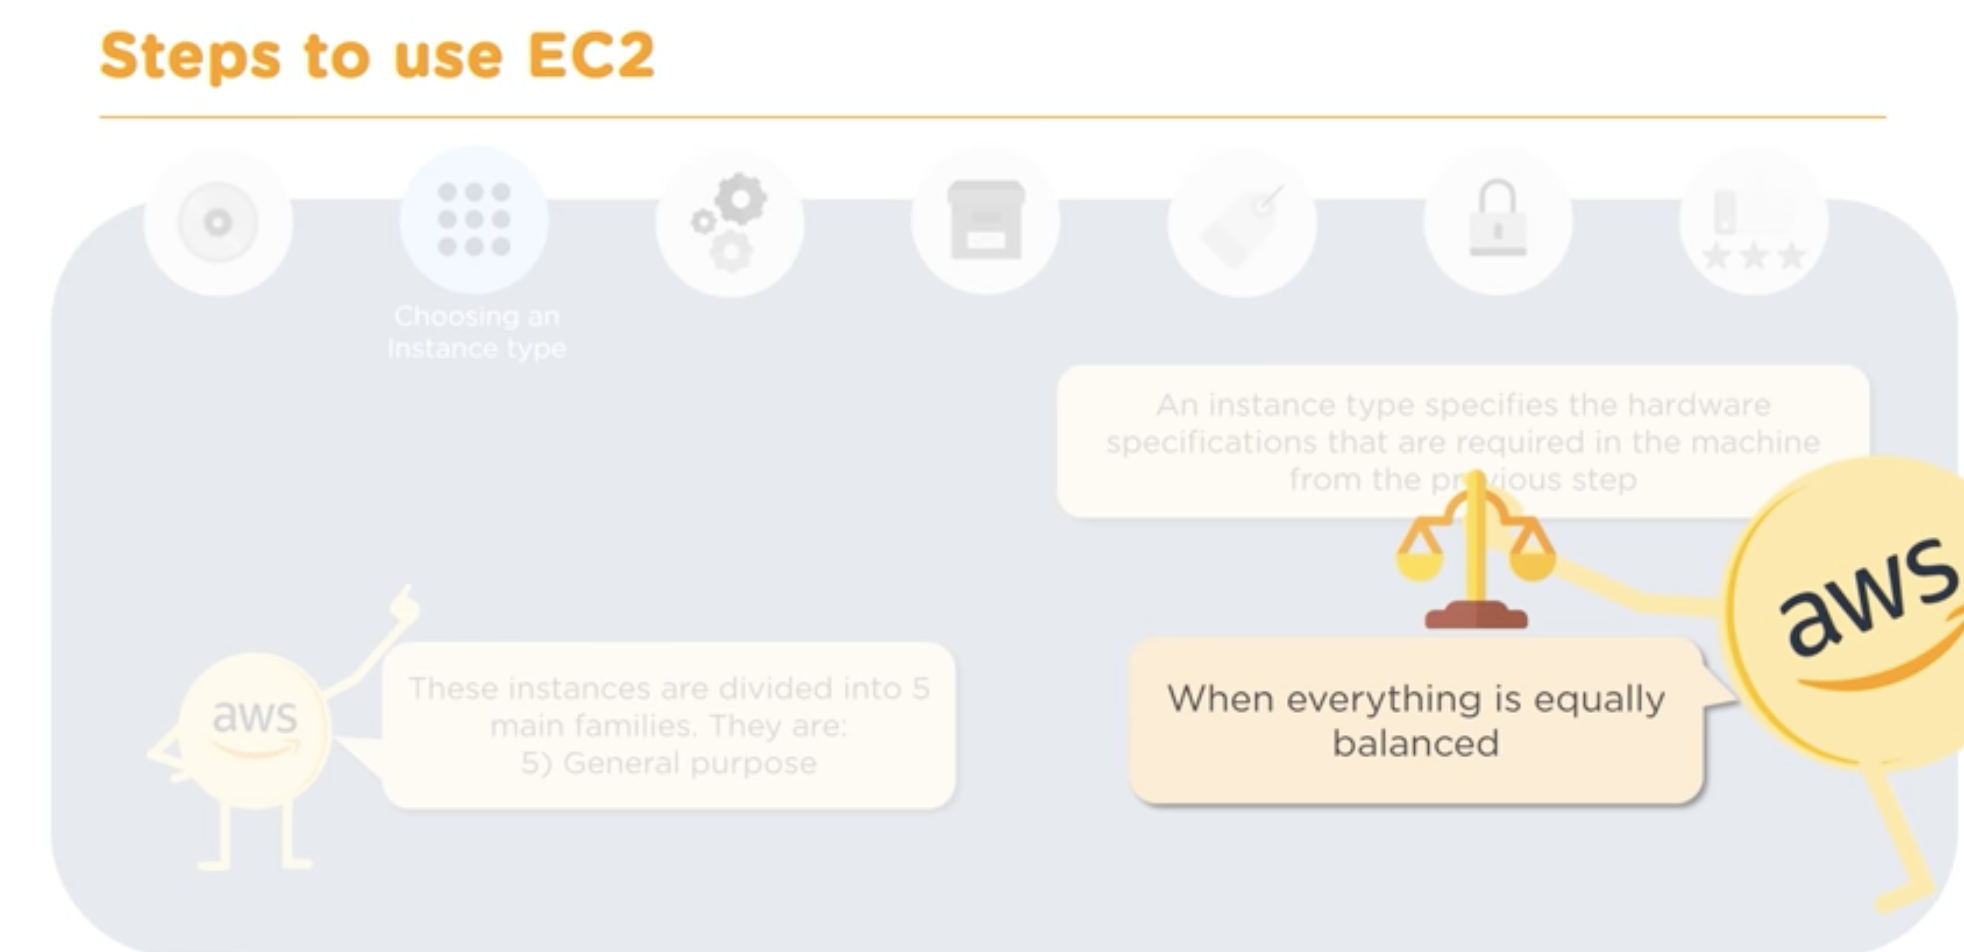 Steps to use EC2
Choosing an
Instance type
An instance type specifies the hardware
specifications that are required in the machine
from the previous step
aws
These instances are divided into 5
main families. They are:
5) General purpose
When everything is equally
balanced
aws